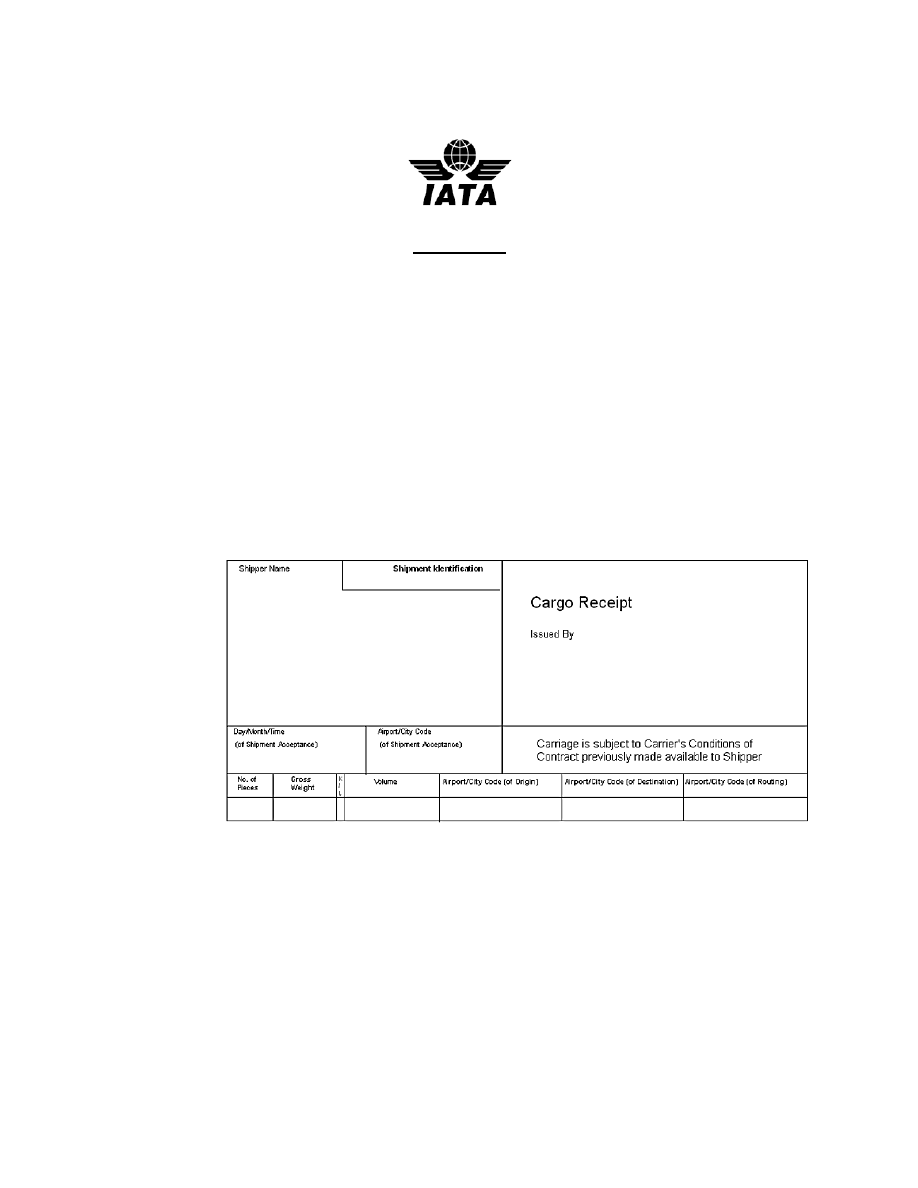 IATA
Shipper Name
Shipment Identification
Cargo Receipt
Issued By
Day/Month/Time
(of Shipment Acceptance)
Airport/City Code
(of Shipment Acceptance)
Carriage is subject to Carrier's Conditions of
Contract previously made available to Shipper
No. of
Pieces
Gross
Weight
Volume
Airport/City Code (of Origin)
Airport/City Code (of Destination)
Airport/City Code (of Routing)